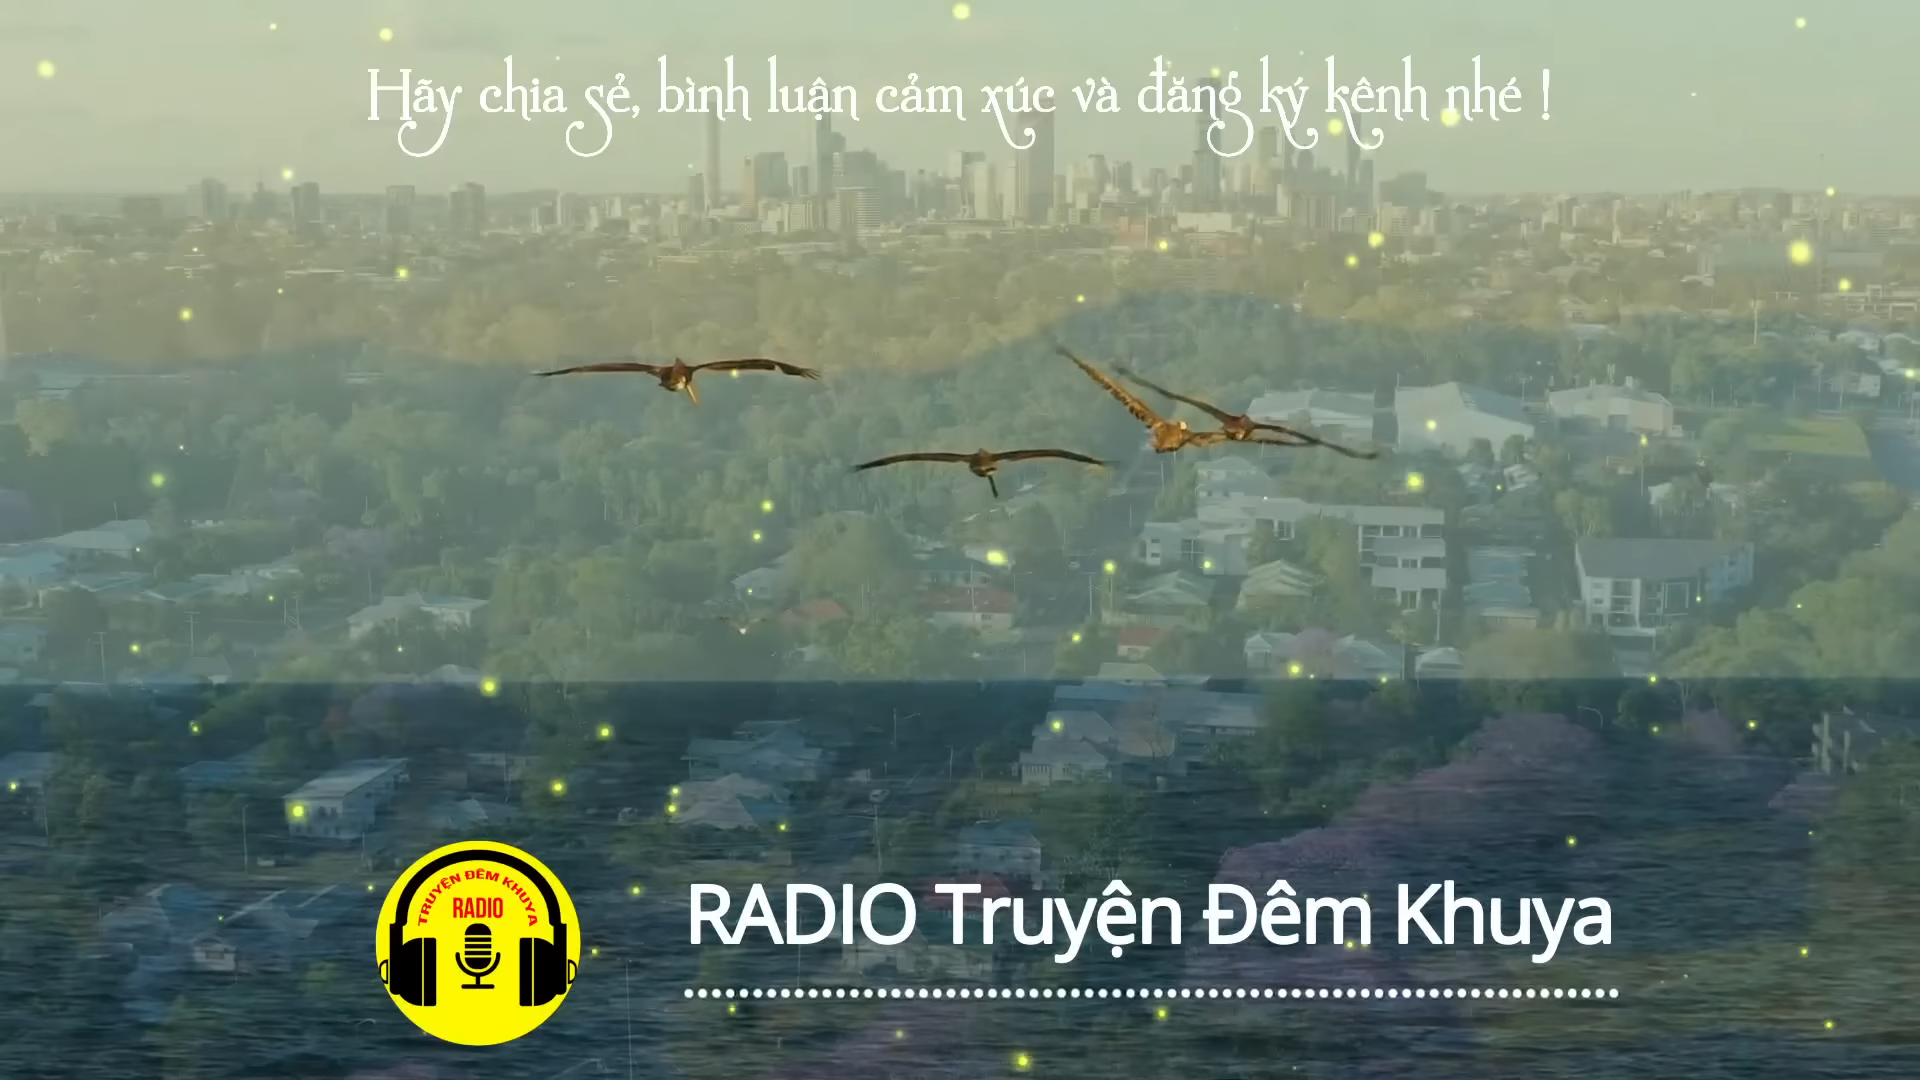 Hãy chia sẻ, bình luận cảm xúc và đăng ký kênh nhé !
TRUYỆN ĐÊM KHUYA
RADIO
RADIO Truyện Đêm Khuya